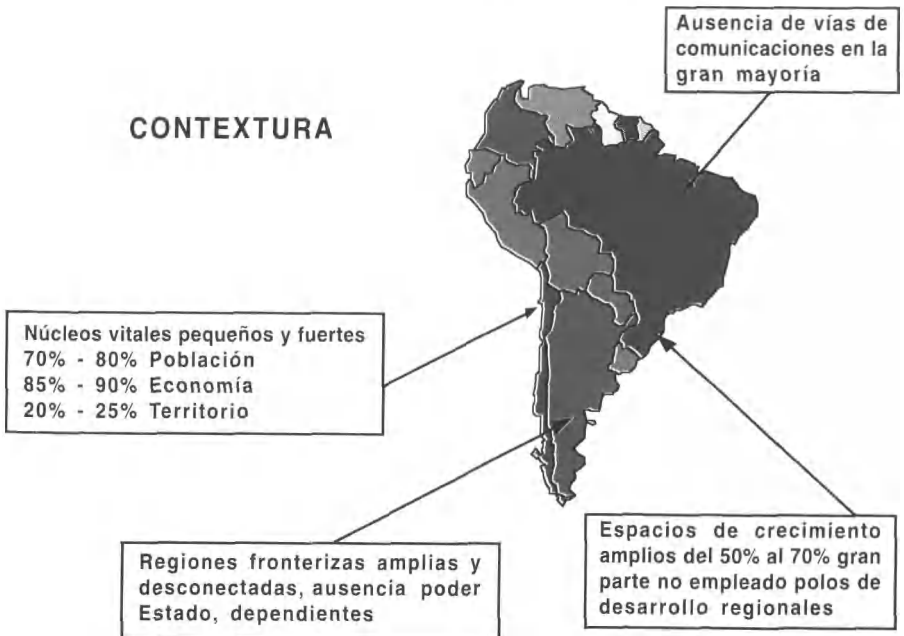 Ausencia de vías de
comunicaciones en la
gran mayoría
CONTEXTURA
Núcleos vitales pequeños y fuertes
70% - 80% Población
85% - 90% Economía
20% - 25% Territorio
Regiones fronterizas amplias y
desconectadas, ausencia poder
Estado, dependientes
Espacios de crecimiento
amplios del 50% al 70% gran
parte no empleado polos de
desarrollo regionales